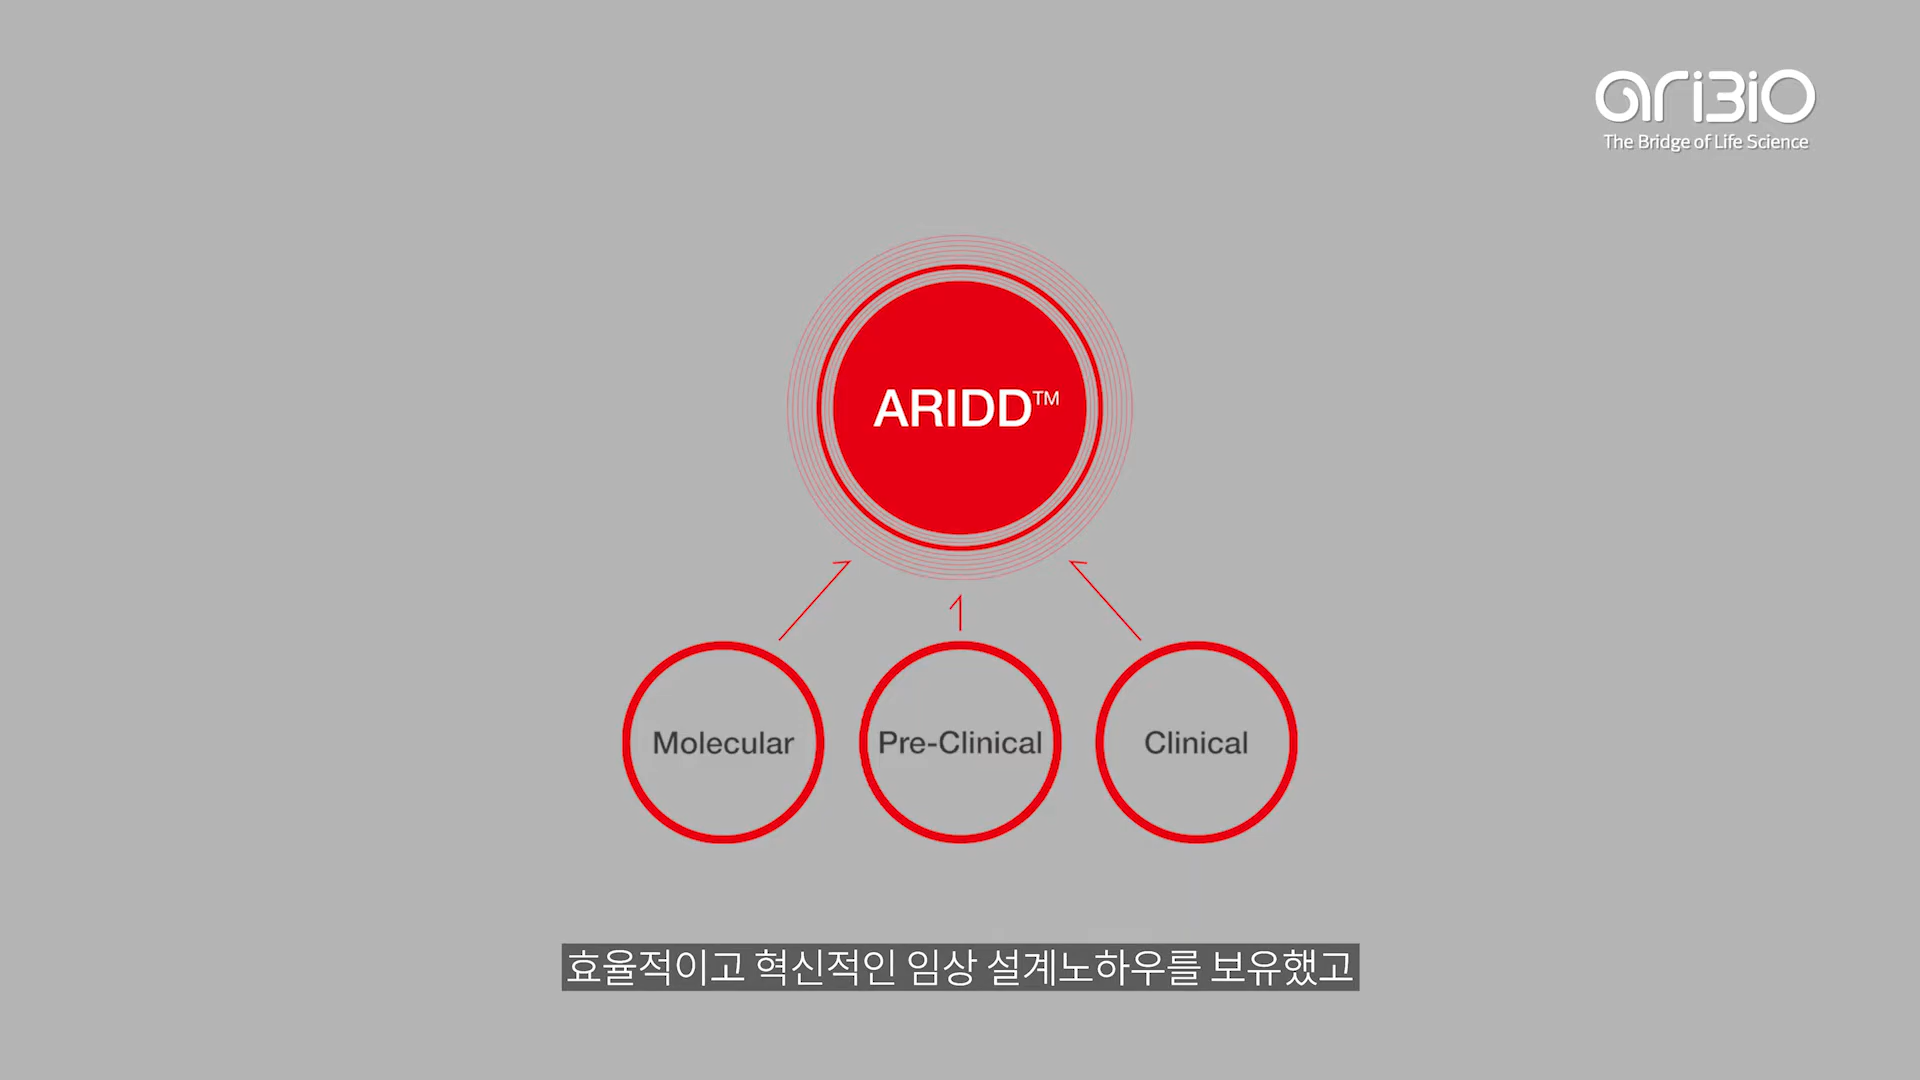 ariBiO
The Bridge of Life Science
ARIDD™
Molecular
Pre-Clinical
Clinical
효율적이고 혁신적인 임상 설계노하우를 보유했고